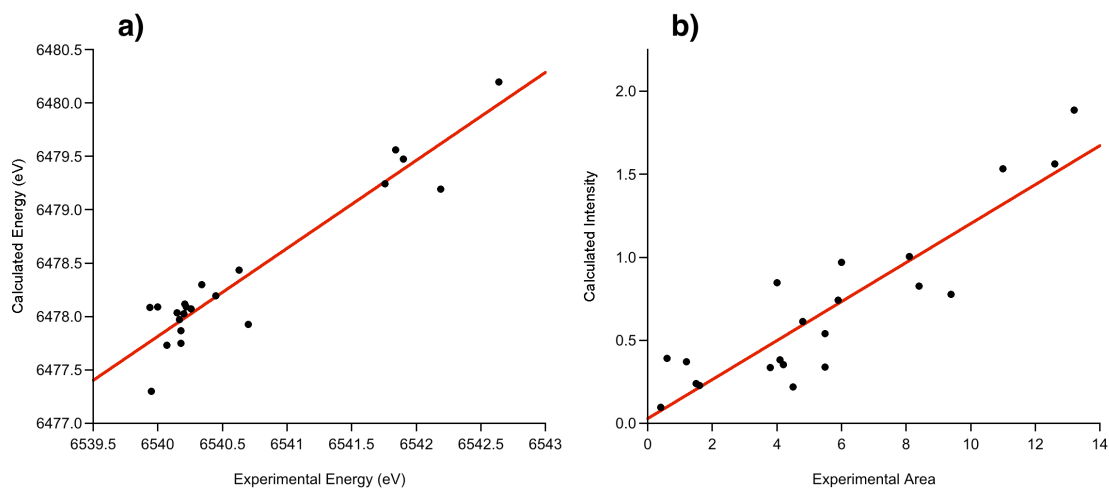 a)
6480.5
6480.0
6479.5
6479.0
6478.5
6478.0
6477.5
6477.0
Calculated Energy (eV)
6539.5 6540 6540.5 6541 6541.5 6542 6542.5 6543
Experimental Energy (eV)
b)
2.0
1.5
1.0
0.5
0.0
Calculated Intensity
0 2 4 6 8 10 12 14
Experimental Area